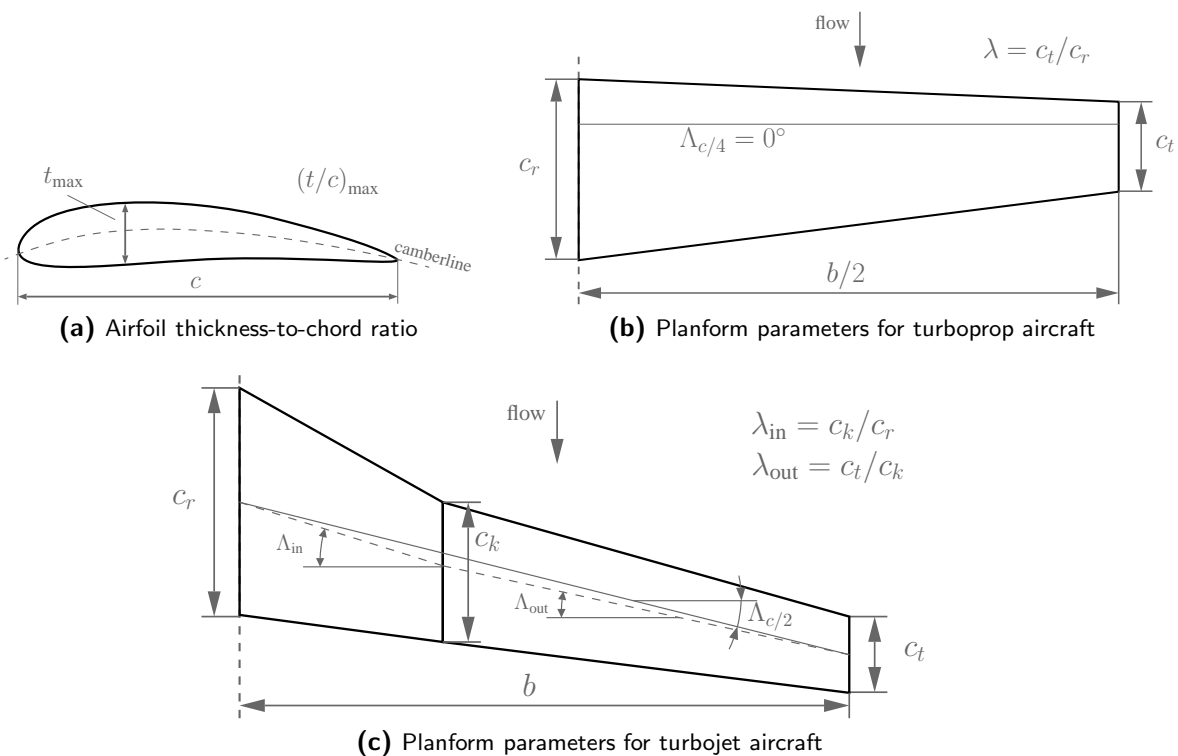 t_max
(t/c)_max
camberline
c
(a) Airfoil thickness-to-chord ratio
flow
λ = c_t/c_r
Λ_{c/4} = 0°
c_r
c_t
b/2
(b) Planform parameters for turboprop aircraft
flow
λ_in = c_k/c_r
λ_out = c_t/c_k
c_r
c_k
Λ_in
Λ_out
Λ_{c/2}
c_t
b
(c) Planform parameters for turbojet aircraft